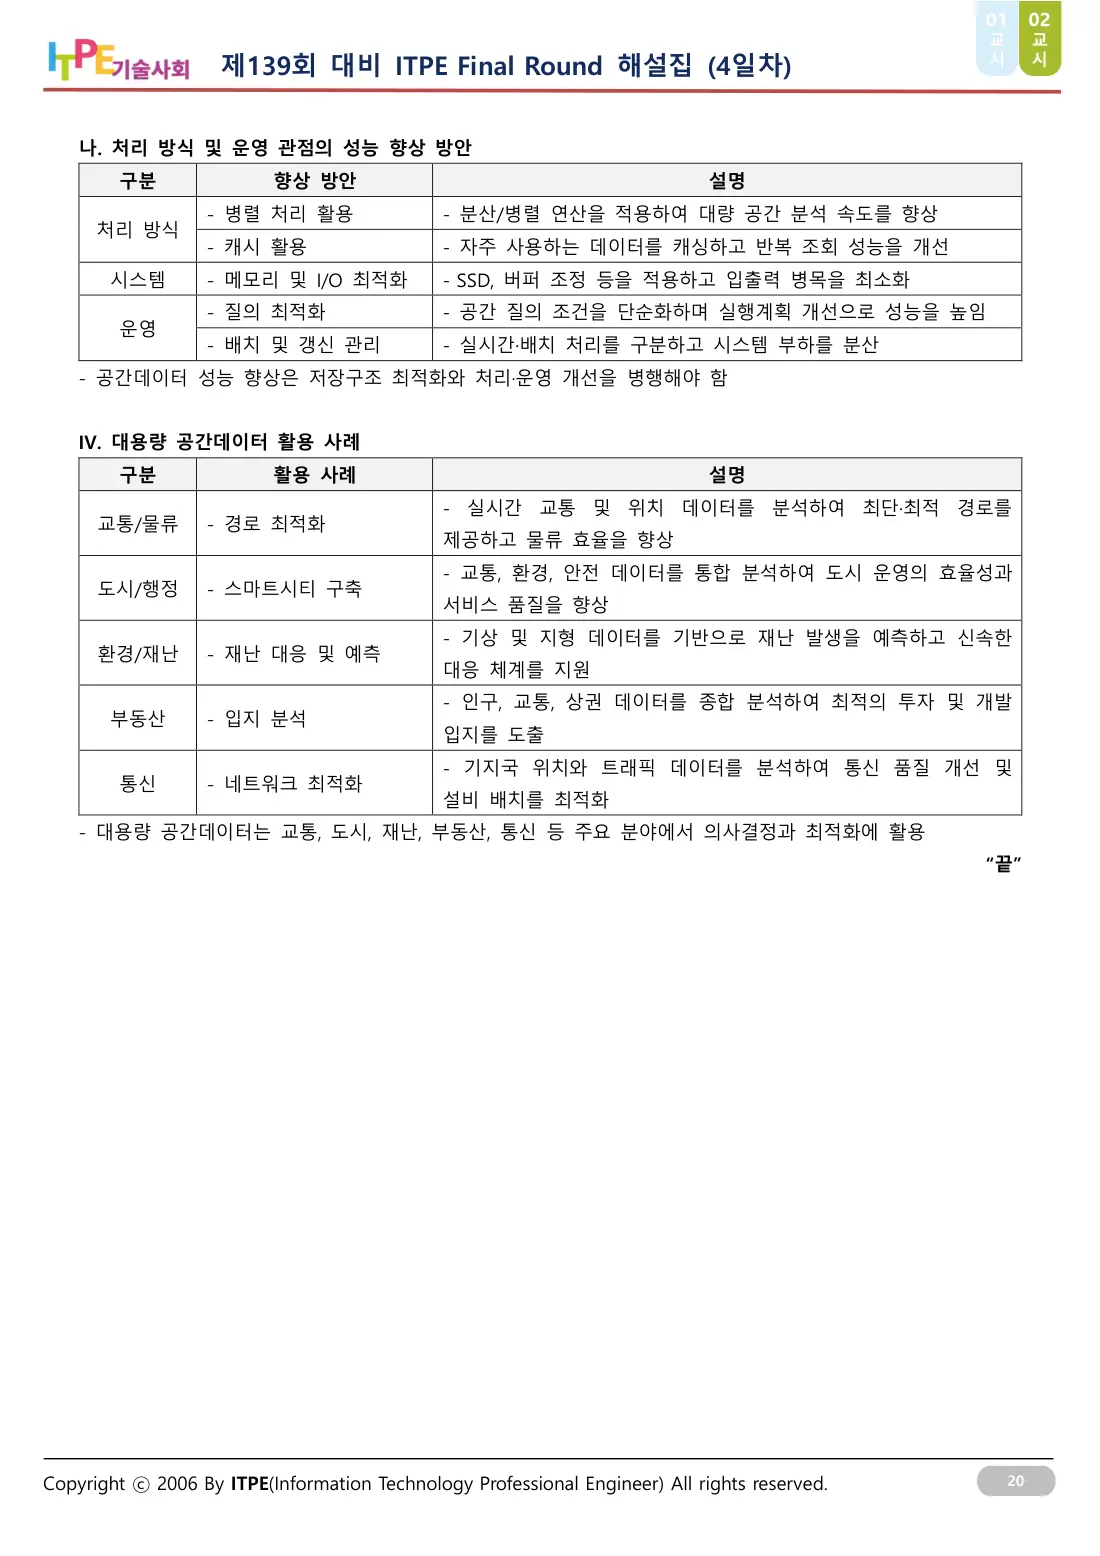 ITPE기술사회 제139회 대비 ITPE Final Round 해설집 (4일차)
01 교시
02 교시
나. 처리 방식 및 운영 관점의 성능 향상 방안
구분 향상 방안 설명
처리 방식 - 병렬 처리 활용 - 분산/병렬 연산을 적용하여 대량 공간 분석 속도를 향상
- 캐시 활용 - 자주 사용하는 데이터를 캐싱하고 반복 조회 성능을 개선
시스템 - 메모리 및 I/O 최적화 - SSD, 버퍼 조정 등을 적용하고 입출력 병목을 최소화
운영 - 질의 최적화 - 공간 질의 조건을 단순화하며 실행계획 개선으로 성능을 높임
- 배치 및 갱신 관리 - 실시간·배치 처리를 구분하고 시스템 부하를 분산
- 공간데이터 성능 향상은 저장구조 최적화와 처리·운영 개선을 병행해야 함
IV. 대용량 공간데이터 활용 사례
구분 활용 사례 설명
교통/물류 - 경로 최적화 - 실시간 교통 및 위치 데이터를 분석하여 최단·최적 경로를
제공하고 물류 효율을 향상
도시/행정 - 스마트시티 구축 - 교통, 환경, 안전 데이터를 통합 분석하여 도시 운영의 효율성과
서비스 품질을 향상
환경/재난 - 재난 대응 및 예측 - 기상 및 지형 데이터를 기반으로 재난 발생을 예측하고 신속한
대응 체계를 지원
부동산 - 입지 분석 - 인구, 교통, 상권 데이터를 종합 분석하여 최적의 투자 및 개발
입지를 도출
통신 - 네트워크 최적화 - 기지국 위치와 트래픽 데이터를 분석하여 통신 품질 개선 및
설비 배치를 최적화
- 대용량 공간데이터는 교통, 도시, 재난, 부동산, 통신 등 주요 분야에서 의사결정과 최적화에 활용
“끝”
Copyright ⓒ 2006 By ITPE(Information Technology Professional Engineer) All rights reserved.
20